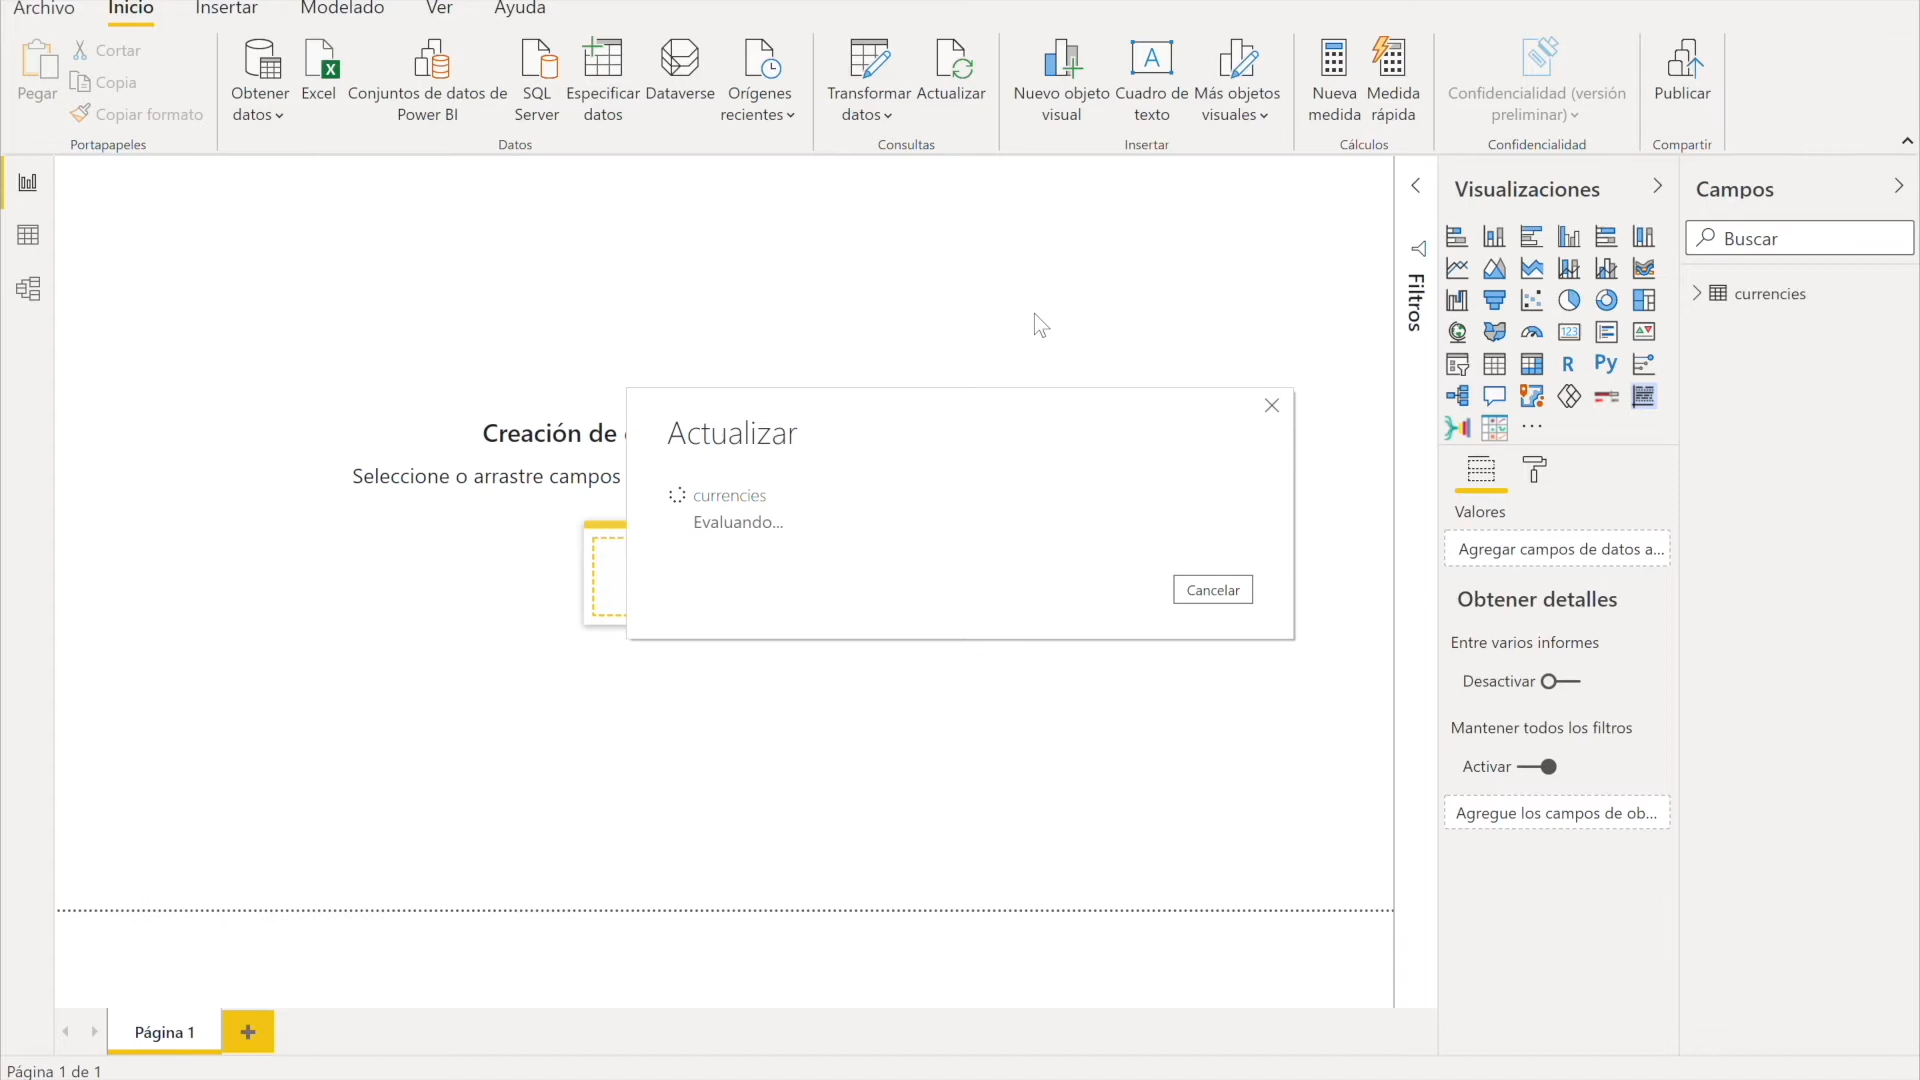 Archivo
Inicio
Insertar
Modelado
Ver
Ayuda
Pegar
Cortar
Copia
Copiar formato
Portapapeles
Obtener
datos
Excel
Conjuntos de datos de
Power BI
SQL
Server
Especificar
datos
Dataverse
Orígenes
recientes
Datos
Transformar
datos
Actualizar
Consultas
Nuevo objeto
visual
Cuadro de
texto
A
Más objetos
visuales
Insertar
Nueva
medida
Medida
rápida
Cálculos
Confidencialidad (versión
preliminar)
Confidencialidad
Publicar
Compartir
Filtros
Creación de
Seleccione o arrastre campos
Actualizar
currencies
Evaluando...
Cancelar
Visualizaciones
123
R
Py
...
Valores
Agregar campos de datos a...
Obtener detalles
Entre varios informes
Desactivar
Mantener todos los filtros
Activar
Agregue los campos de ob...
Campos
Buscar
currencies
Página 1
Página 1 de 1